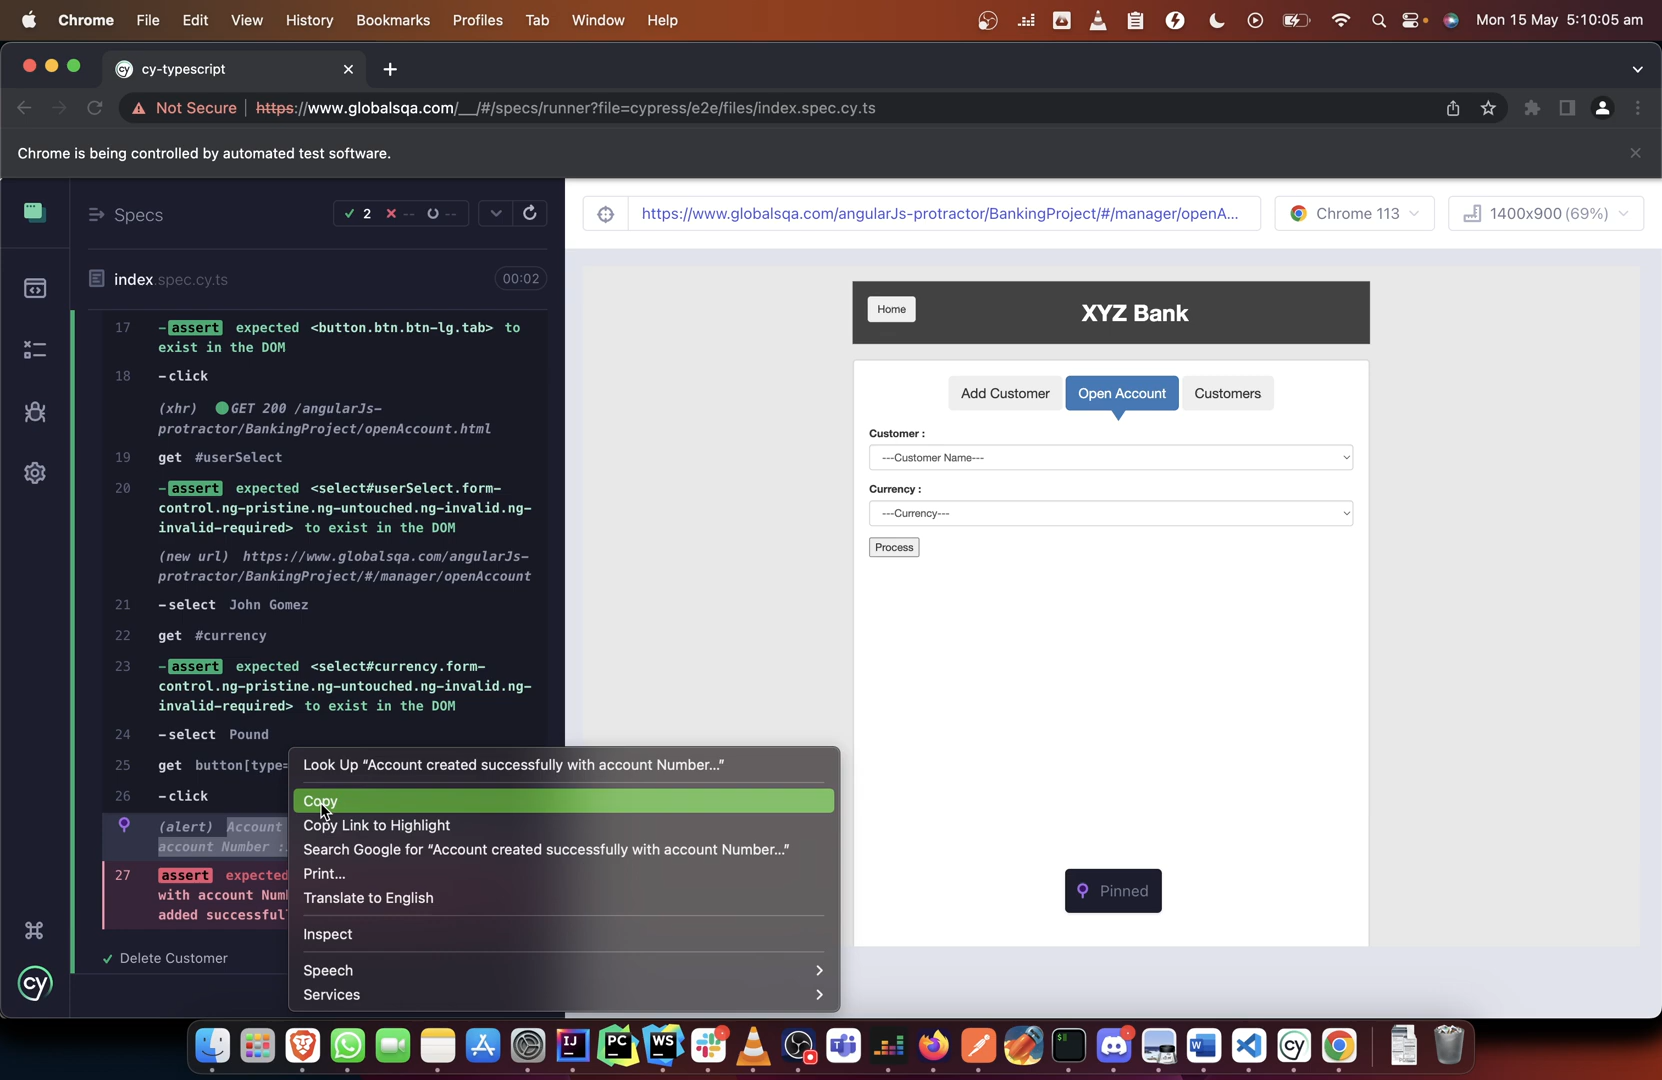 Chrome File Edit View History Bookmarks Profiles Tab Window Help Mon 15 May 5:10:05 am
cy cy-typescript
Not Secure https://www.globalsqa.com/__/#/specs/runner?file=cypress/e2e/files/index.spec.cy.ts
Chrome is being controlled by automated test software.
Specs 2 -- --
index.spec.cy.ts 00:02
17 -assert expected <button.btn.btn-lg.tab> to
exist in the DOM
18 -click
(xhr) GET 200 /angularJs-
protractor/BankingProject/openAccount.html
19 get #userSelect
20 -assert expected <select#userSelect.form-
control.ng-pristine.ng-untouched.ng-invalid.ng-
invalid-required> to exist in the DOM
(new url) https://www.globalsqa.com/angularJs-
protractor/BankingProject/#/manager/openAccount
21 -select John Gomez
22 get #currency
23 -assert expected <select#currency.form-
control.ng-pristine.ng-untouched.ng-invalid.ng-
invalid-required> to exist in the DOM
24 -select Pound
25 get button[type=
26 -click
(alert) Account
account Number :
27 assert expected
with account Num
added successful
Delete Customer
cy
Look Up “Account created successfully with account Number...”
Copy
Copy Link to Highlight
Search Google for “Account created successfully with account Number...”
Print...
Translate to English
Inspect
Speech
Services
https://www.globalsqa.com/angularJs-protractor/BankingProject/#/manager/openA... Chrome 113 1400x900 (69%)
Home XYZ Bank
Add Customer Open Account Customers
Customer :
---Customer Name---
Currency :
---Currency---
Process
Pinned
IJ PC WS $ W cy